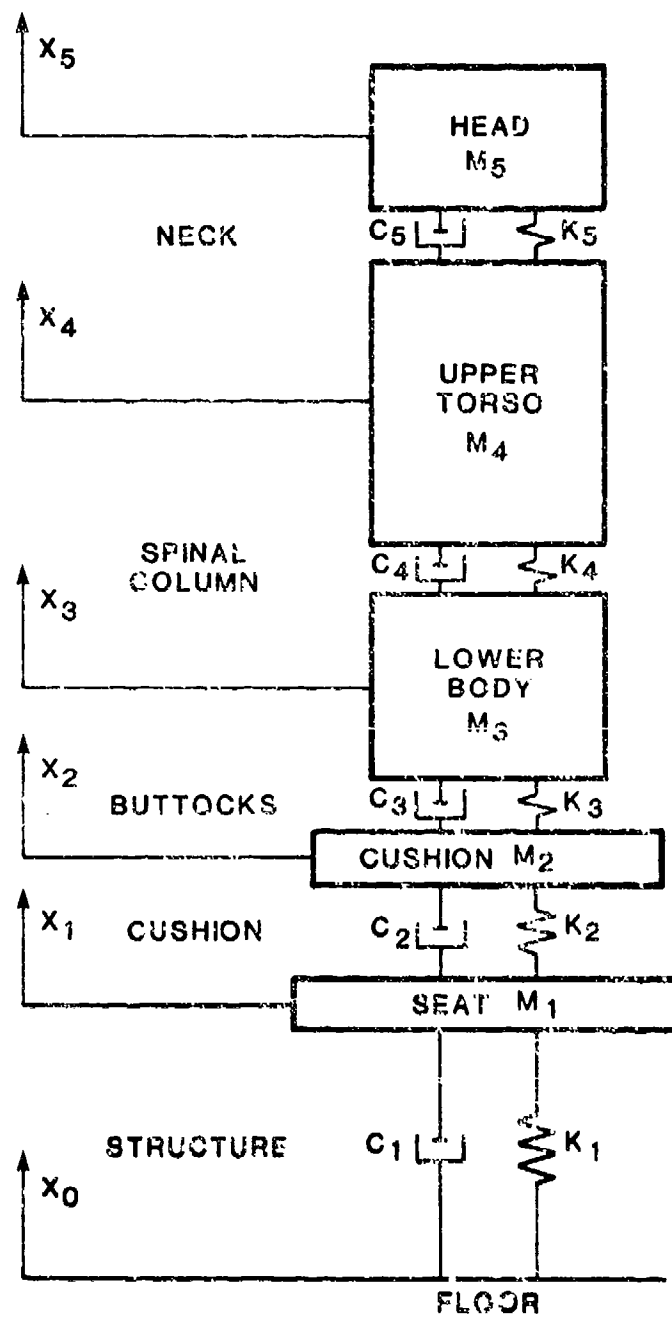 X5
HEAD
M5
C5
K5
NECK
X4
UPPER
TORSO
M4
C4
K4
SPINAL
COLUMN
X3
LOWER
BODY
M3
X2
C3
K3
BUTTOCKS
CUSHION M2
X1
CUSHION
C2
K2
SEAT M1
STRUCTURE
C1
K1
X0
FLOOR